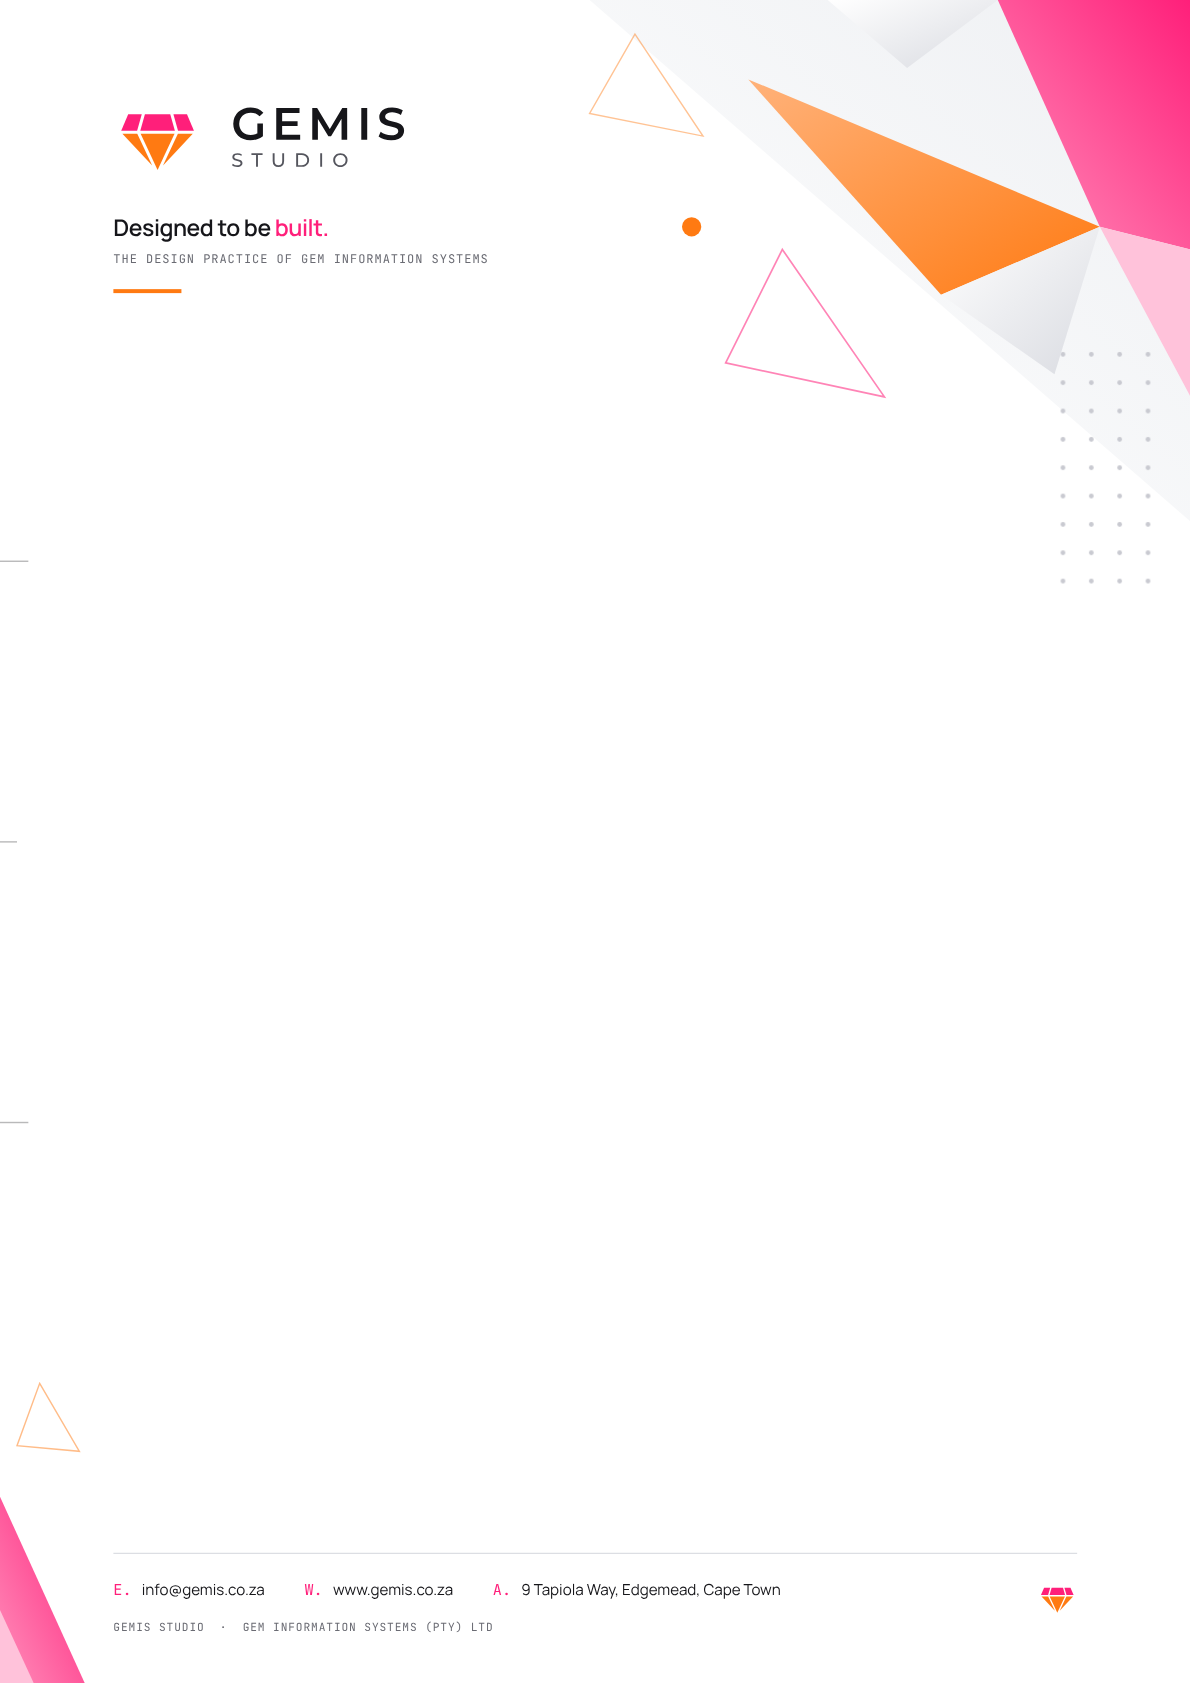 GEMIS
STUDIO
Designed to be built.
THE DESIGN PRACTICE OF GEM INFORMATION SYSTEMS
E. info@gemis.co.za W. www.gemis.co.za A. 9 Tapiola Way, Edgemead, Cape Town
GEMIS STUDIO · GEM INFORMATION SYSTEMS (PTY) LTD